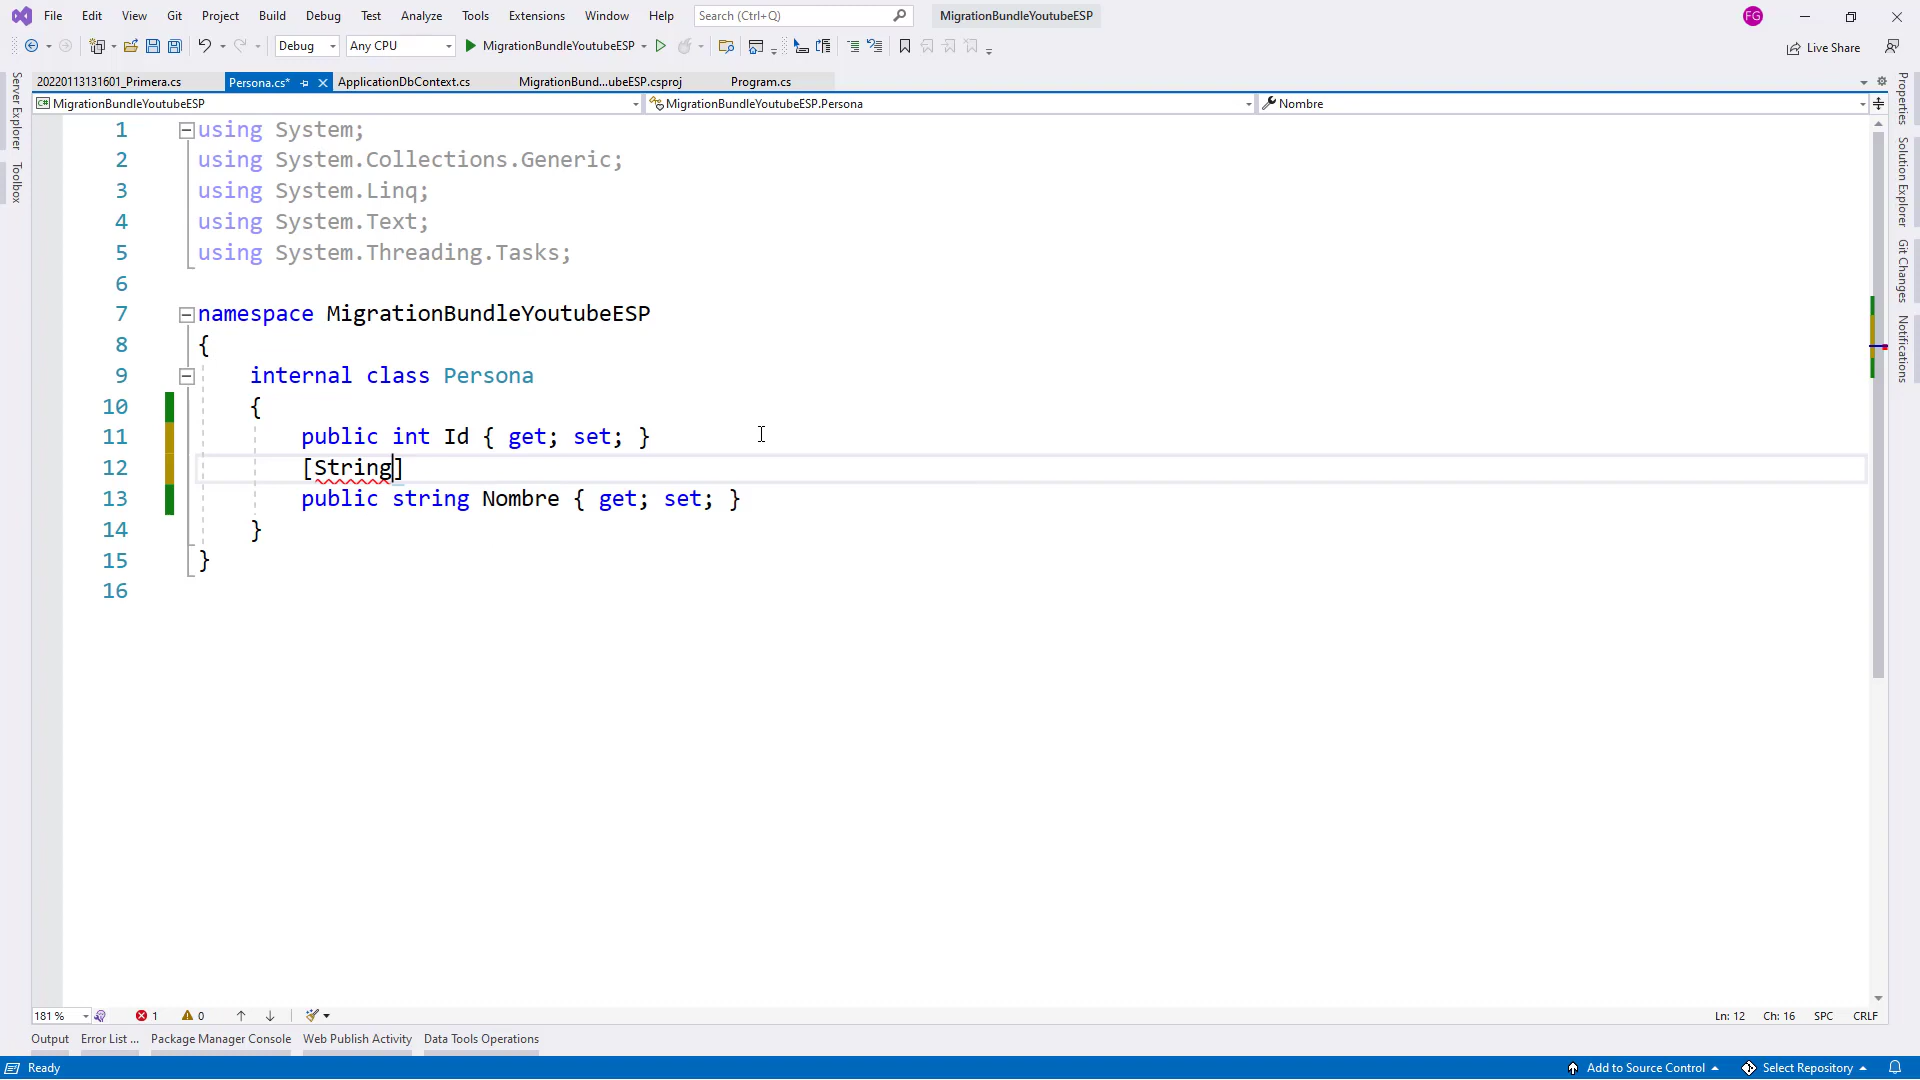 File Edit View Git Project Build Debug Test Analyze Tools Extensions Window Help Search (Ctrl+Q) MigrationBundleYoutubeESP FG
Debug Any CPU MigrationBundleYoutubeESP Live Share
20220113131601_Primera.cs Persona.cs* ApplicationDbContext.cs MigrationBund...ubeESP.csproj Program.cs
C# MigrationBundleYoutubeESP MigrationBundleYoutubeESP.Persona Nombre
Server Explorer
Toolbox
1 using System;
2 using System.Collections.Generic;
3 using System.Linq;
4 using System.Text;
5 using System.Threading.Tasks;
6
7 namespace MigrationBundleYoutubeESP
8 {
9 internal class Persona
10 {
11 public int Id { get; set; }
12 [String]
13 public string Nombre { get; set; }
14 }
15 }
16
Properties
Solution Explorer
Git Changes
Notifications
181 % 1 0 Ln: 12 Ch: 16 SPC CRLF
Output Error List ... Package Manager Console Web Publish Activity Data Tools Operations
Ready Add to Source Control Select Repository